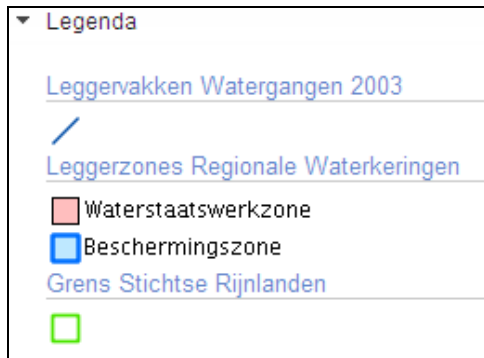 Legenda
Leggervakken Watergangen 2003
Leggerzones Regionale Waterkeringen
Waterstaatswerkzone
Beschermingszone
Grens Stichtse Rijnlanden